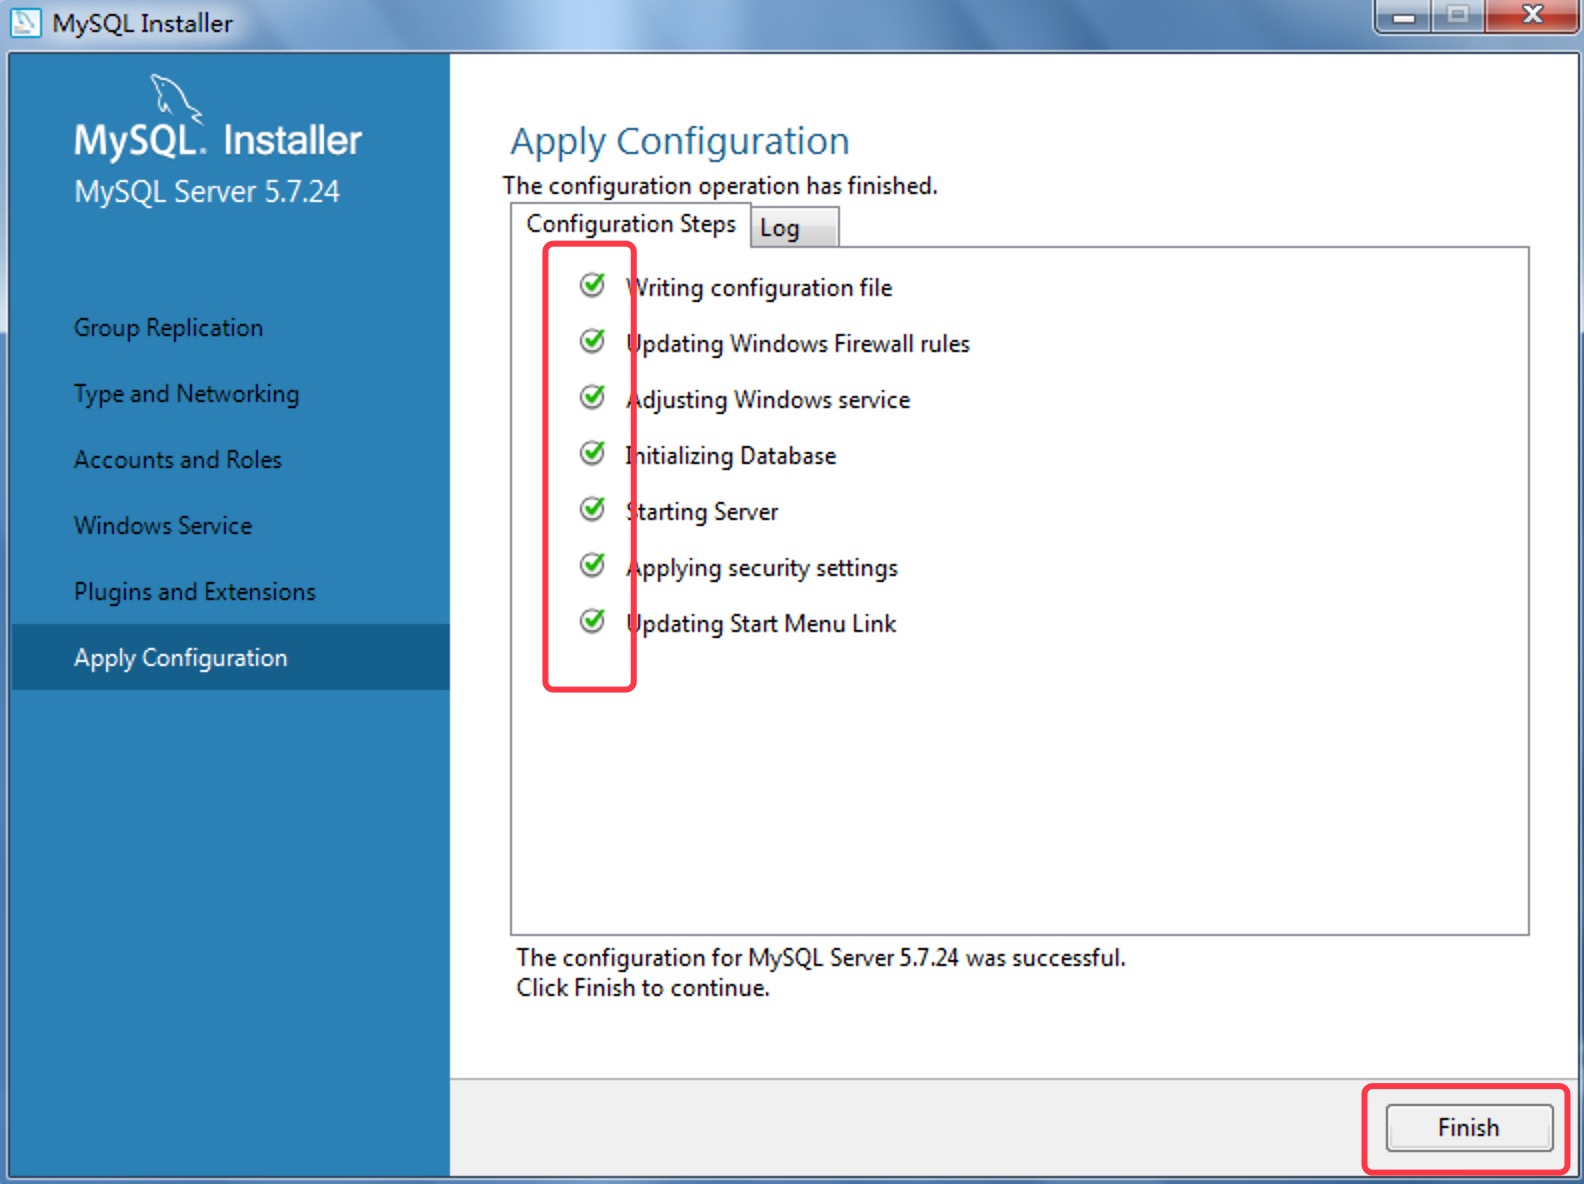 MySQL Installer
MySQL. Installer
MySQL Server 5.7.24
Group Replication
Type and Networking
Accounts and Roles
Windows Service
Plugins and Extensions
Apply Configuration
Apply Configuration
The configuration operation has finished.
Configuration Steps
Log
Writing configuration file
Updating Windows Firewall rules
Adjusting Windows service
Initializing Database
Starting Server
Applying security settings
Updating Start Menu Link
The configuration for MySQL Server 5.7.24 was successful.
Click Finish to continue.
Finish